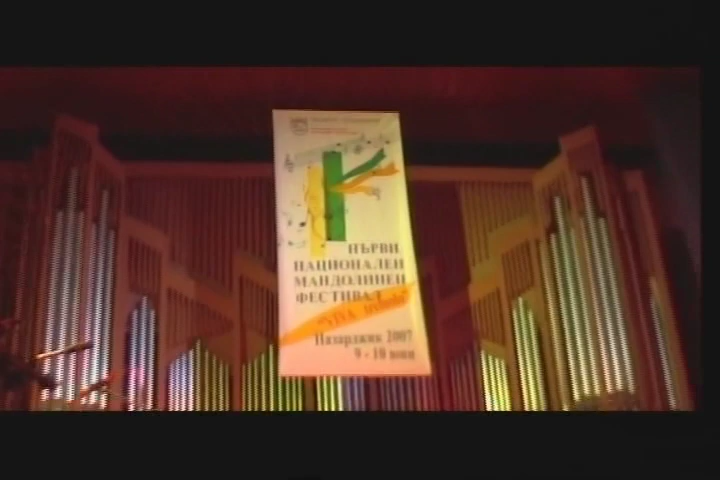 ПЪРВИ
НАЦИОНАЛЕН
МАНДОЛИНЕН
ФЕСТИВАЛ
Пазарджик 2007
9 - 10 юни